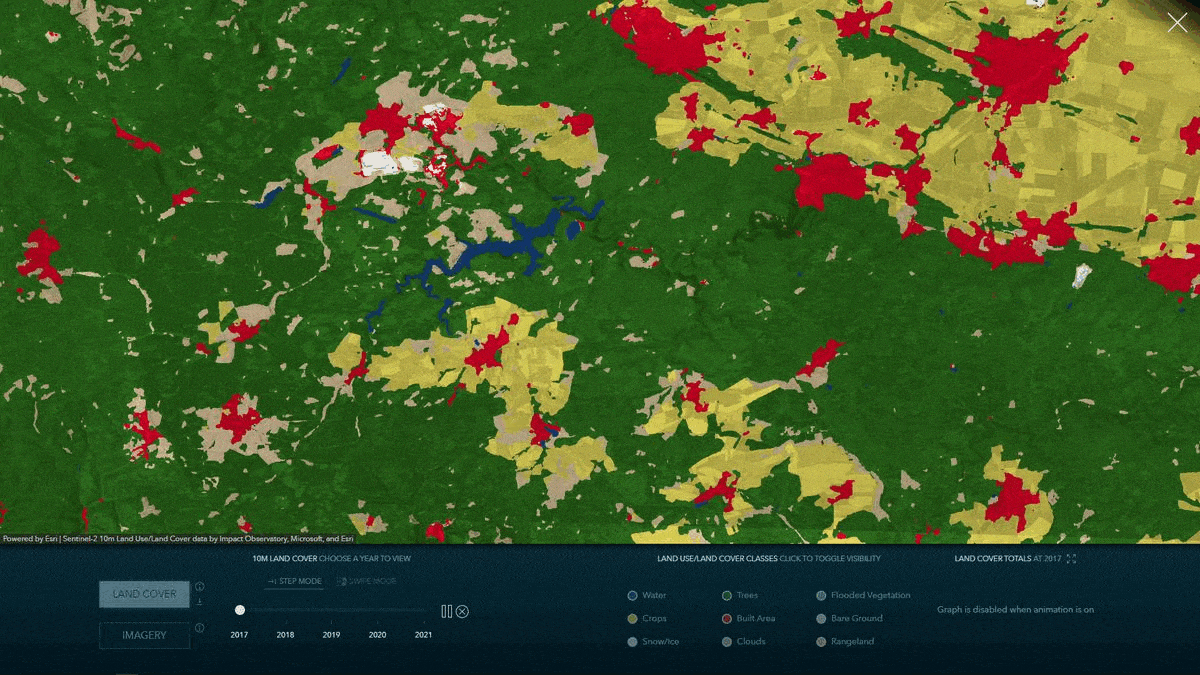 Powered by Esri | Sentinel-2 10m Land Use/Land Cover data by Impact Observatory, Microsoft, and Esri
10M LAND COVER CHOOSE A YEAR TO VIEW
STEP MODE SWIPE MODE
LAND COVER
IMAGERY
2017 2018 2019 2020 2021
LAND USE/LAND COVER CLASSES CLICK TO TOGGLE VISIBILITY
Water Trees Flooded Vegetation
Crops Built Area Bare Ground
Snow/Ice Clouds Rangeland
LAND COVER TOTALS AT 2017
Graph is disabled when animation is on